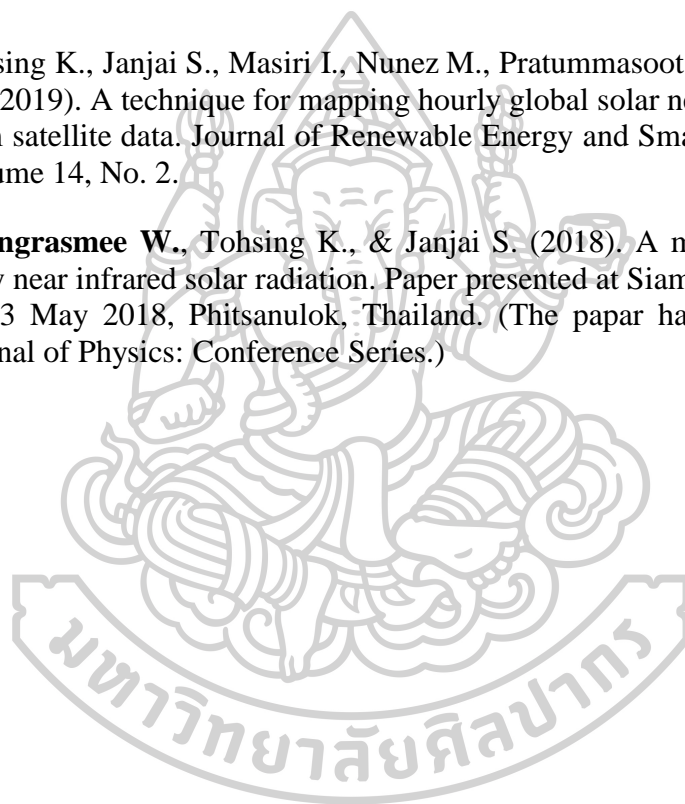 sing K., Janjai S., Masiri I., Nunez M., Pratummasoot
2019). A technique for mapping hourly global solar ne
n satellite data. Journal of Renewable Energy and Sma
ume 14, No. 2.
ngrasmee W., Tohsing K., & Janjai S. (2018). A m
y near infrared solar radiation. Paper presented at Siam
3 May 2018, Phitsanulok, Thailand. (The papar ha
nal of Physics: Conference Series.)
มหาวิทยาลัยศิลปากร